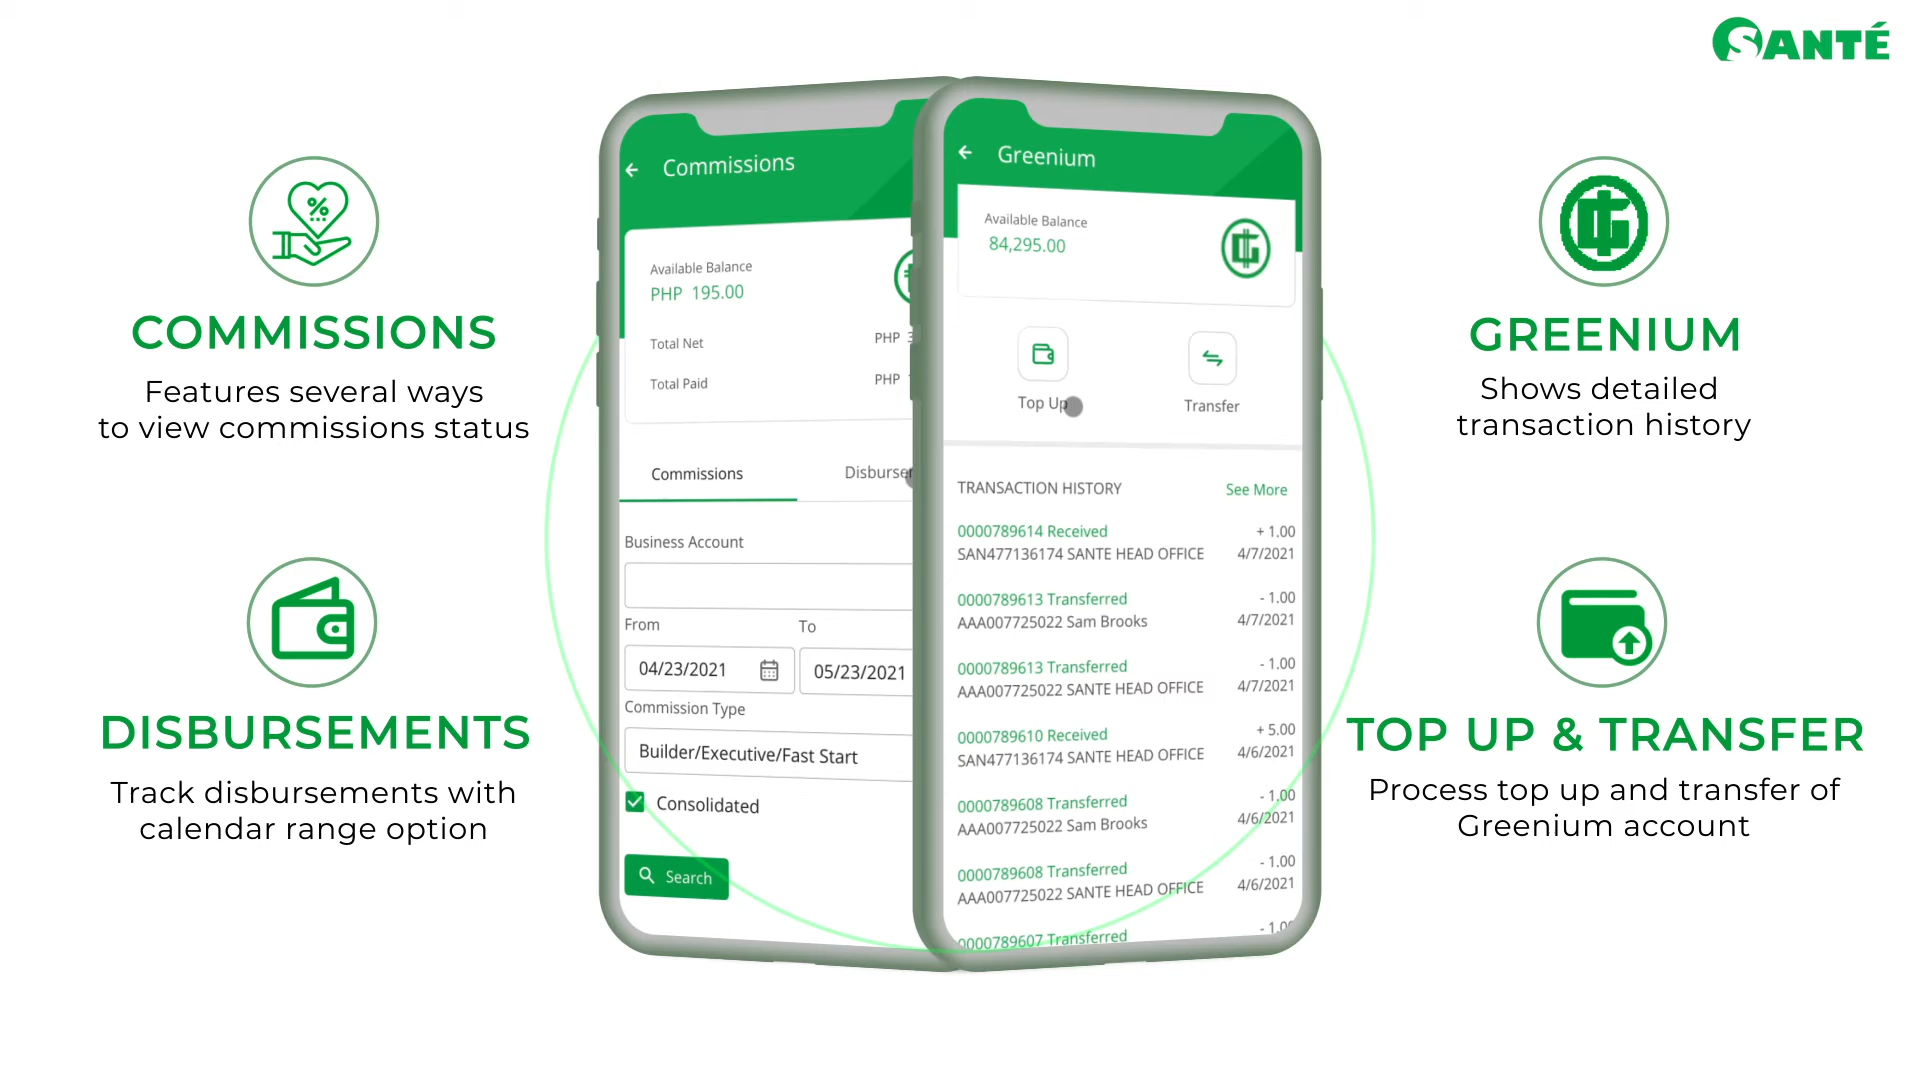 SANTÉ
COMMISSIONS
Features several ways
to view commissions status
DISBURSEMENTS
Track disbursements with
calendar range option
Commissions
Available Balance
PHP 195.00
Total Net
PHP
Total Paid
PHP
Commissions
Business Account
From
To
04/23/2021
05/23/2021
Commission Type
Builder/Executive/Fast Start
Consolidated
Search
Greenium
Available Balance
84,295.00
Top Up
Transfer
TRANSACTION HISTORY
See More
0000789614 Received + 1.00
SAN477136174 SANTE HEAD OFFICE 4/7/2021
0000789613 Transferred - 1.00
AAA007725022 Sam Brooks 4/7/2021
0000789613 Transferred - 1.00
AAA007725022 SANTE HEAD OFFICE 4/7/2021
0000789610 Received + 5.00
SAN477136174 SANTE HEAD OFFICE 4/6/2021
0000789608 Transferred - 1.00
AAA007725022 Sam Brooks 4/6/2021
0000789608 Transferred - 1.00
AAA007725022 SANTE HEAD OFFICE 4/6/2021
0000789607 Transferred - 1.00
GREENIUM
Shows detailed
transaction history
TOP UP & TRANSFER
Process top up and transfer of
Greenium account